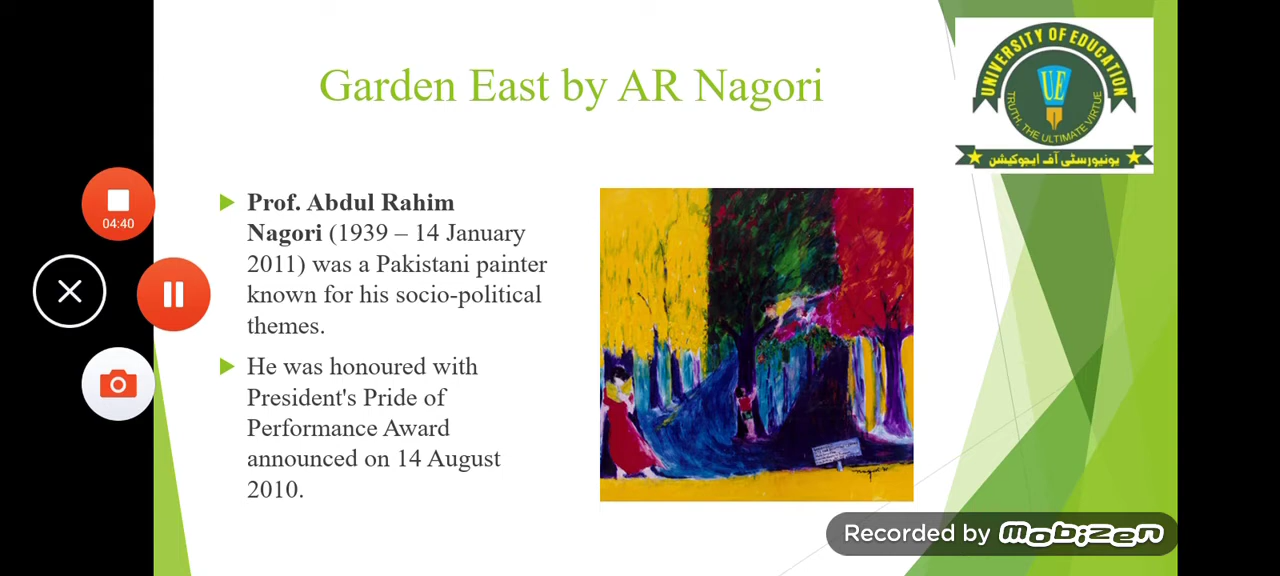 Garden East by AR Nagori
UNIVERSITY OF EDUCATION
UE
TRUTH, THE ULTIMATE VIRTUE
یونیورسٹی آف ایجوکیشن
04:40
Prof. Abdul Rahim
Nagori (1939 – 14 January
2011) was a Pakistani painter
known for his socio-political
themes.
He was honoured with
President's Pride of
Performance Award
announced on 14 August
2010.
Recorded by Mobizen